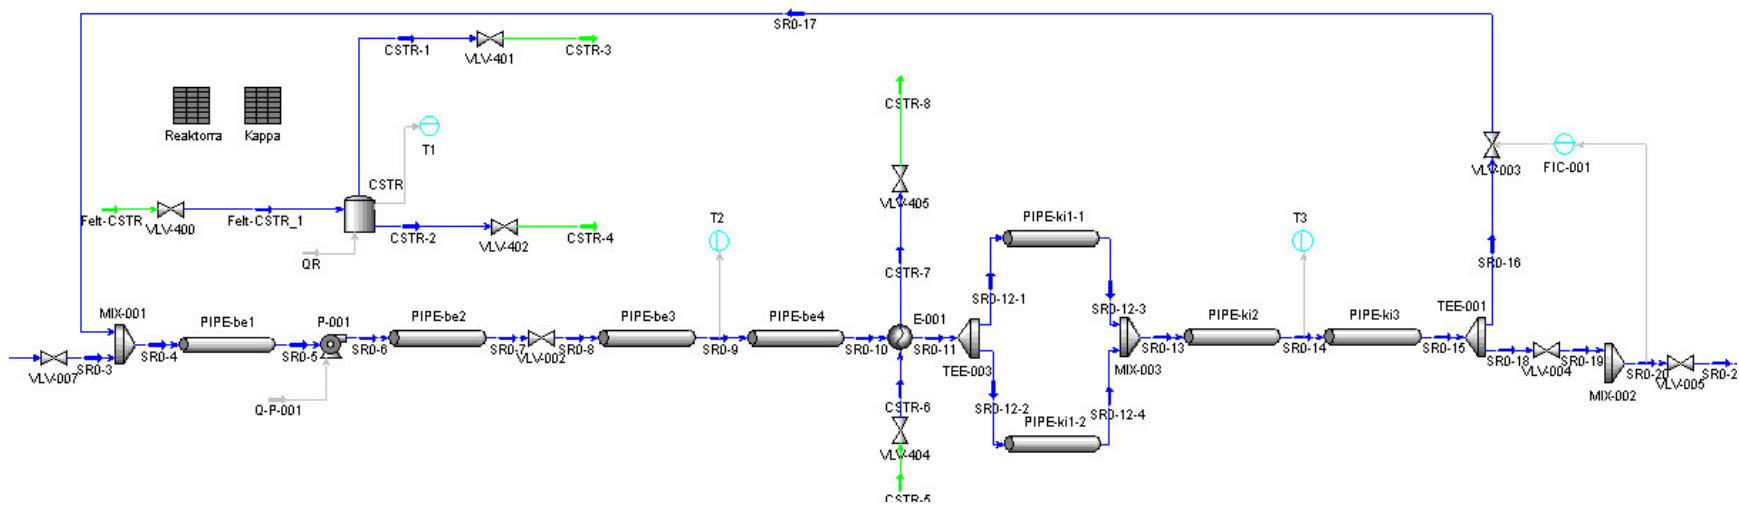 SR0-17
CSTR-1
VLV-401
CSTR-3
Reaktorra
Kappa
T1
CSTR-8
CSTR
VLV-003
FIC-001
Felt-CSTR
VLV-400
Felt-CSTR_1
CSTR-2
VLV-402
CSTR-4
QR
T2
VLV-405
CSTR-7
PIPE-ki1-1
T3
SR0-16
SR0-12-1
SR0-12-3
MIX-001
PIPE-be1
P-001
PIPE-be2
PIPE-be3
PIPE-be4
E-001
PIPE-ki2
PIPE-ki3
TEE-001
VLV-007
SR0-3
SR0-4
SR0-5
SR0-6
SR0-7
VLV-002
SR0-8
SR0-9
SR0-10
SR0-11
TEE-003
MIX-003
SR0-13
SR0-14
SR0-15
SR0-18
VLV-004
SR0-19
MIX-002
SR0-20
VLV-005
SR0-2
Q-P-001
CSTR-6
SR0-12-2
SR0-12-4
PIPE-ki1-2
VLV-404
CSTR-5